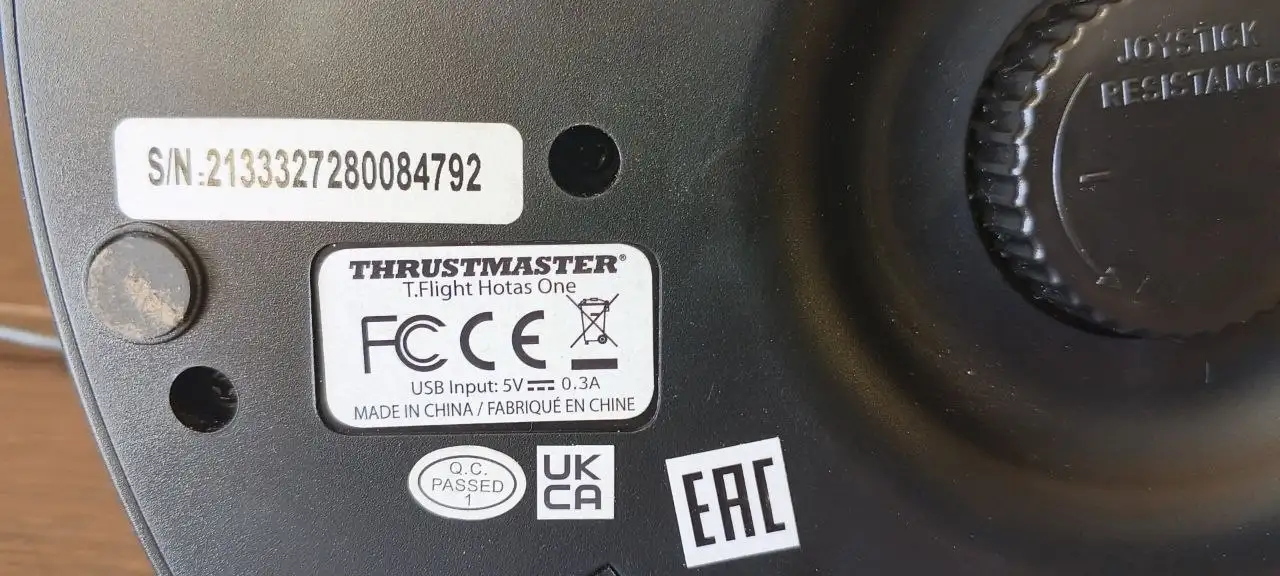 JOYSTICK
RESISTANCE
S/N:2133327280084792
THRUSTMASTER®
T.Flight Hotas One
FC CE
USB Input: 5V⎓ 0.3A
MADE IN CHINA / FABRIQUÉ EN CHINE
Q.C.
PASSED
1
UK
CA
EAC